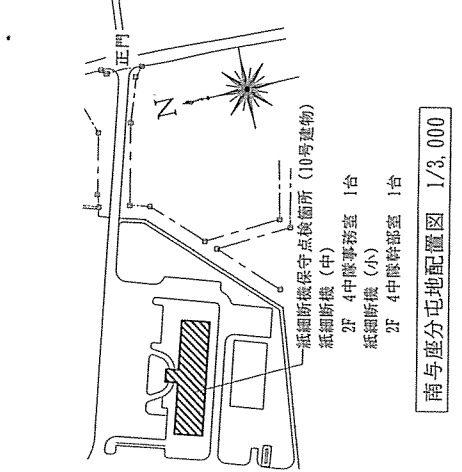 正門
N
紙細断機保守点検箇所（10号建物）
紙細断機（中）
2F 4中隊事務室 1台
紙細断機（小）
2F 4中隊幹部室 1台
南与座分屯地配置図 1/3,000